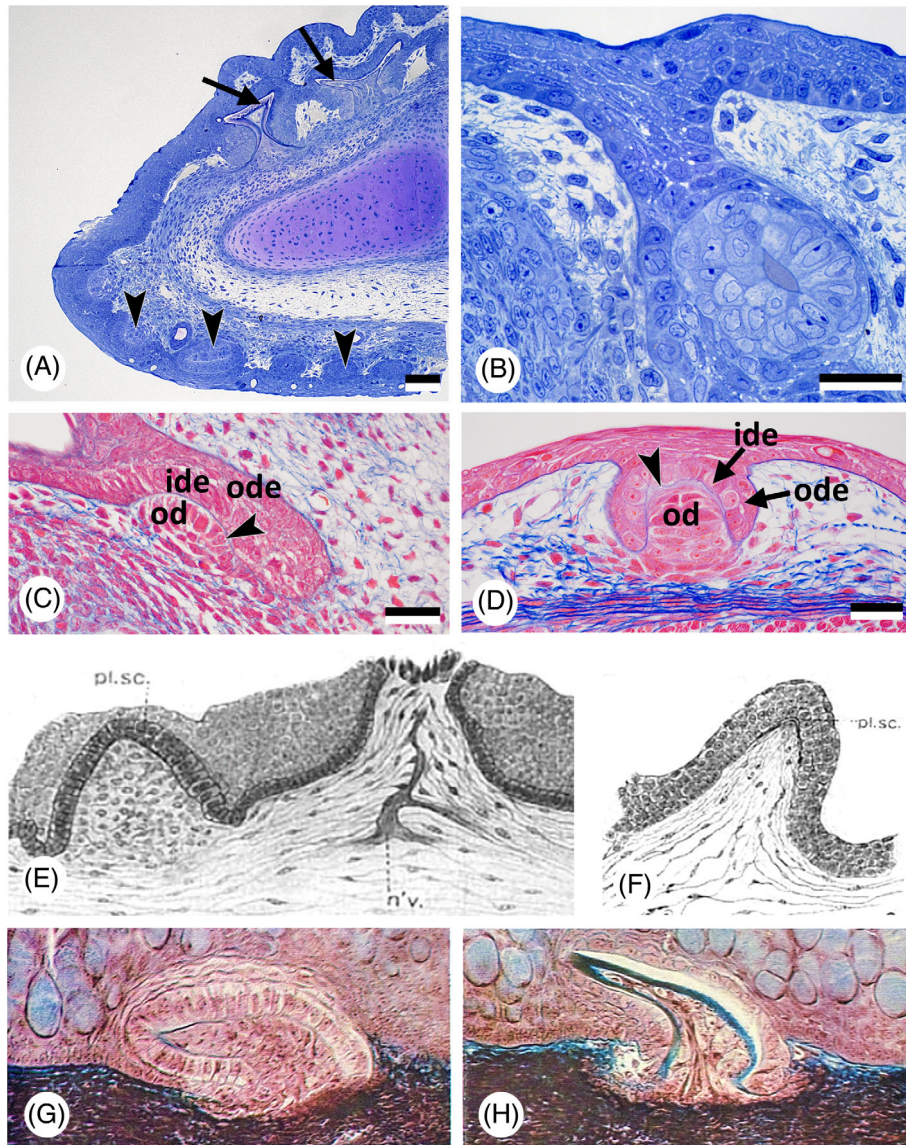 (A)
(B)
ide
ode
od
(C)
ide
ode
od
(D)
pl.sc.
n'v.
(E)
pl.sc.
(F)
(G)
(H)